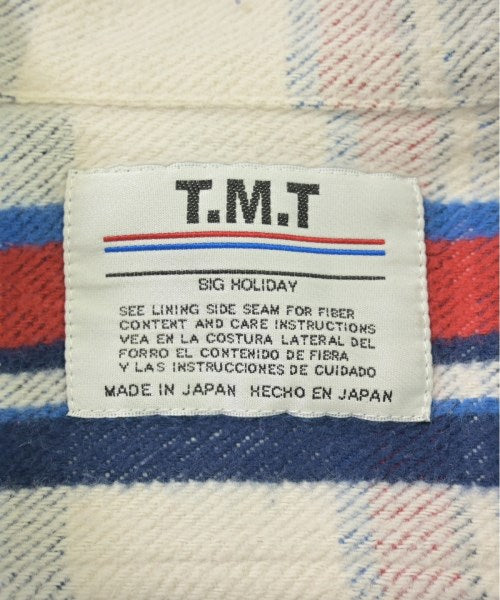 T.M.T
BIG HOLIDAY
SEE LINING SIDE SEAM FOR FIBER
CONTENT AND CARE INSTRUCTIONS
VEA EN LA COSTURA LATERAL DEL
FORRO EL CONTENIDO DE FIBRA
Y LAS INSTRUCCIONES DE CUIDADO
MADE IN JAPAN HECHO EN JAPAN